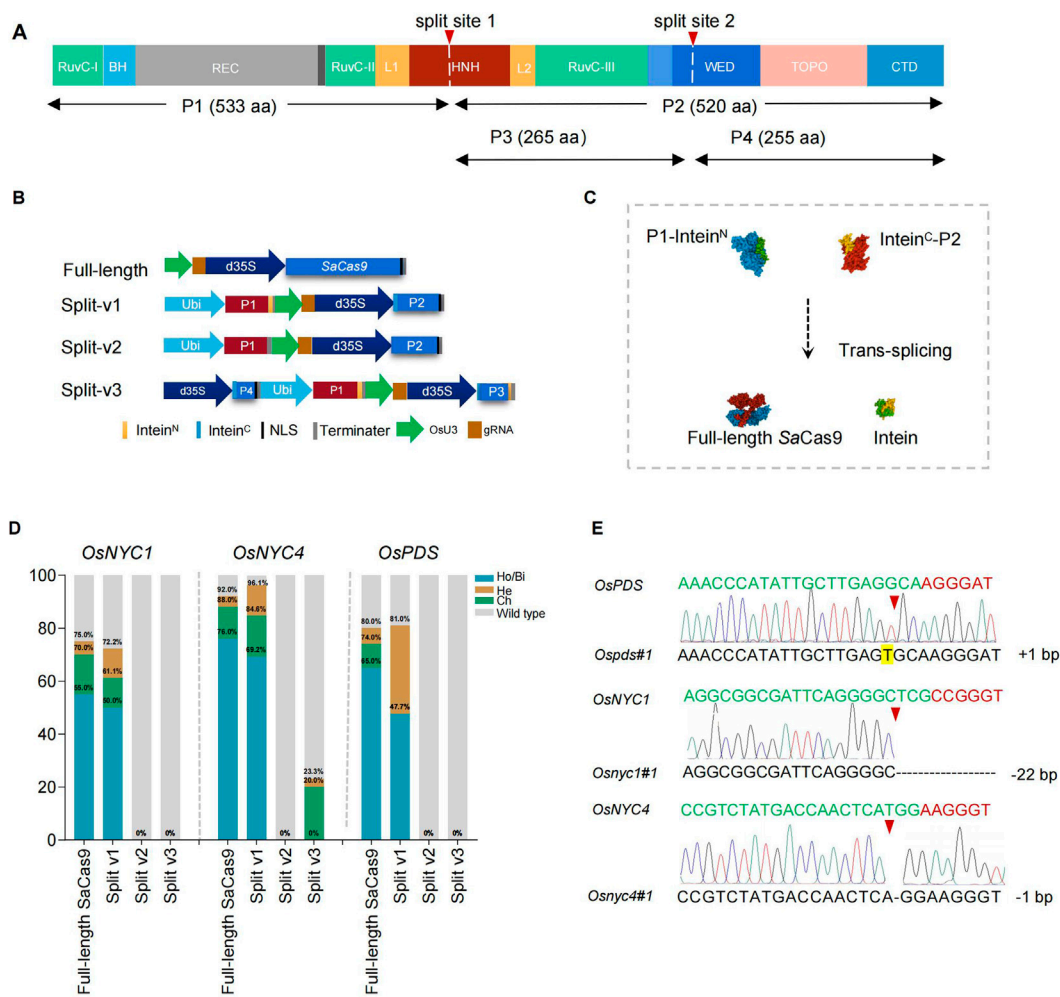 A
split site 1
split site 2
RuvC-I
BH
REC
RuvC-II
L1
HNH
L2
RuvC-III
WED
TOPO
CTD
P1 (533 aa)
P2 (520 aa)
P3 (265 aa)
P4 (255 aa)
B
Full-length
d35S
SaCas9
Split-v1
Ubi
P1
d35S
P2
Split-v2
Ubi
P1
d35S
P2
Split-v3
d35S
P4
Ubi
P1
d35S
P3
Intein^N
Intein^C
NLS
Terminater
OsU3
gRNA
C
P1-Intein^N
Intein^C-P2
Trans-splicing
Full-length SaCas9
Intein
D
OsNYC1
OsNYC4
OsPDS
100
80
60
40
20
0
75.0%
70.0%
55.0%
72.2%
61.1%
50.0%
0%
0%
92.0%
88.0%
76.0%
96.1%
84.6%
69.2%
0%
23.3%
20.0%
0%
80.0%
74.0%
65.0%
81.0%
47.7%
0%
0%
Ho/Bi
He
Ch
Wild type
Full-length SaCas9
Split v1
Split v2
Split v3
Full-length SaCas9
Split v1
Split v2
Split v3
Full-length SaCas9
Split v1
Split v2
Split v3
E
OsPDS AAACCCATATTGCTTGAGGCAAGGGAT
Ospds#1 AAACCCATATTGCTTGAGTGCAAGGGAT +1 bp
OsNYC1 AGGCGGCGATTCAGGGGCTCGCCGGGT
Osnyc1#1 AGGCGGCGATTCAGGGGC------------------ -22 bp
OsNYC4 CCGTCTATGACCAACTCATGGAAGGGT
Osnyc4#1 CCGTCTATGACCAACTCA-GGAAGGGT -1 bp